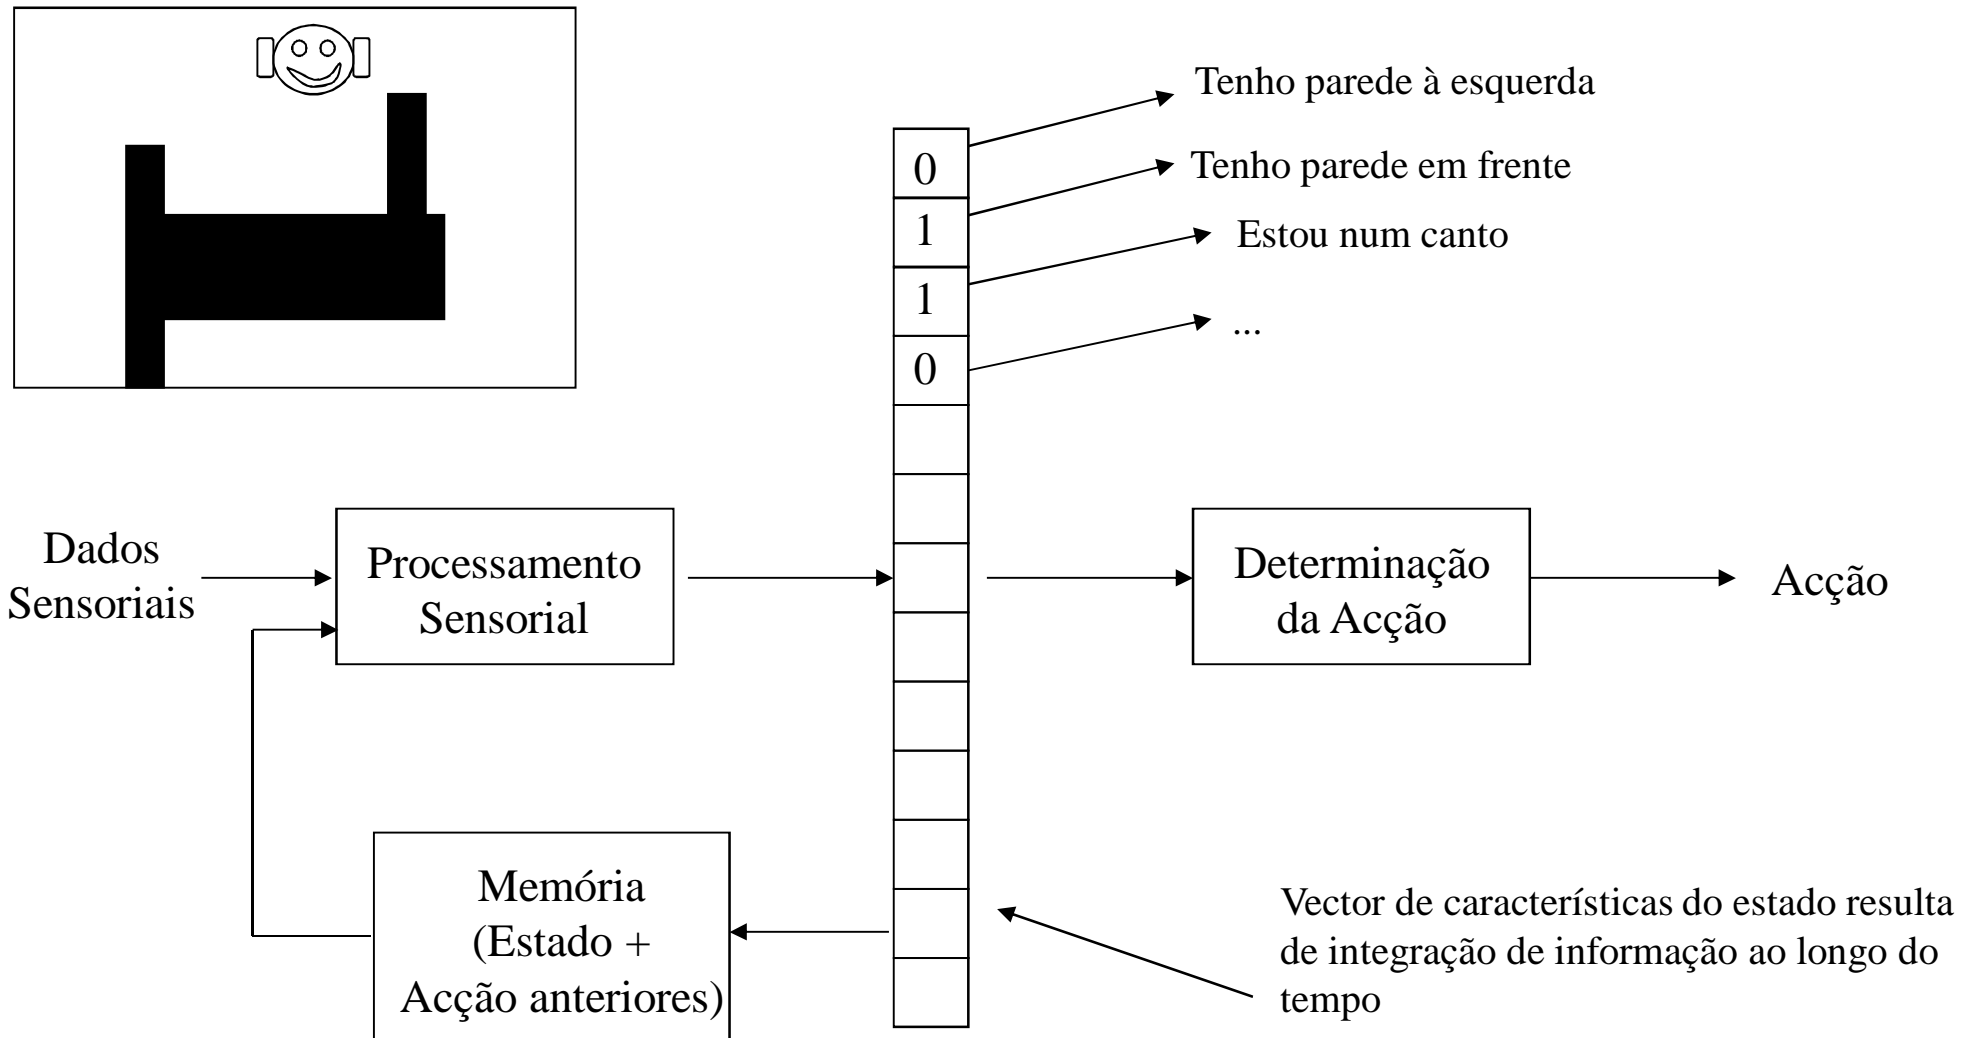 Tenho parede à esquerda
0
Tenho parede em frente
1
Estou num canto
1
...
0
Dados
Sensoriais
Processamento
Sensorial
Determinação
da Acção
Acção
Memória
(Estado +
Acção anteriores)
Vector de características do estado resulta
de integração de informação ao longo do
tempo